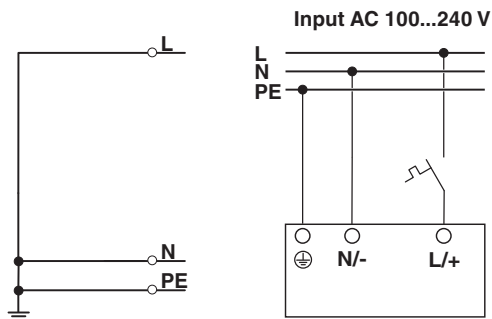 Input AC 100...240 V
L
L
N
PE
N
PE
N/-
L/+